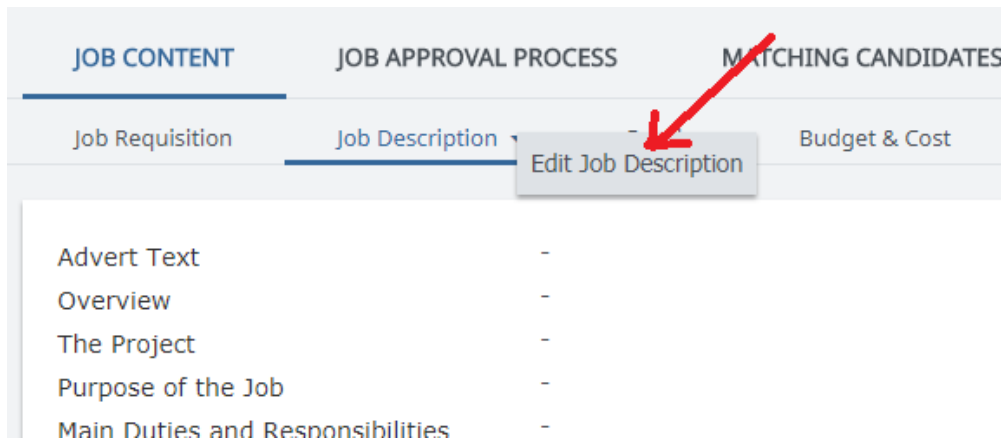 JOB CONTENT JOB APPROVAL PROCESS MATCHING CANDIDATES
Job Requisition Job Description Budget & Cost
Edit Job Description
Advert Text -
Overview -
The Project -
Purpose of the Job -
Main Duties and Responsibilities -